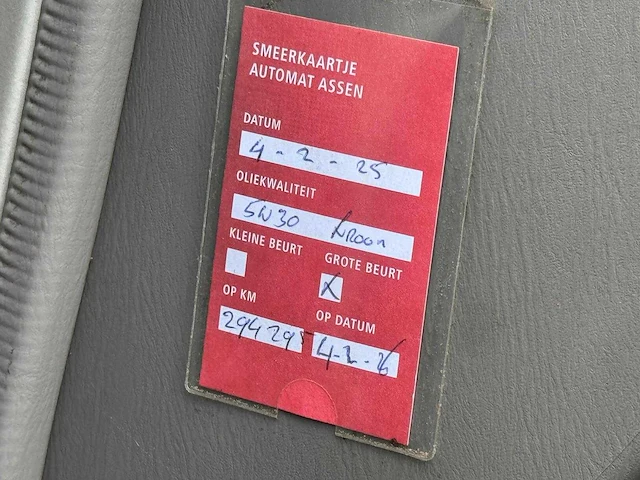 SMEERKAARTJE
AUTOMAT ASSEN
DATUM
4 - 2 - 25
OLIEKWALITEIT
5W30
KLEINE BEURT GROTE BEURT
X
OP KM OP DATUM
294295 4-2-26